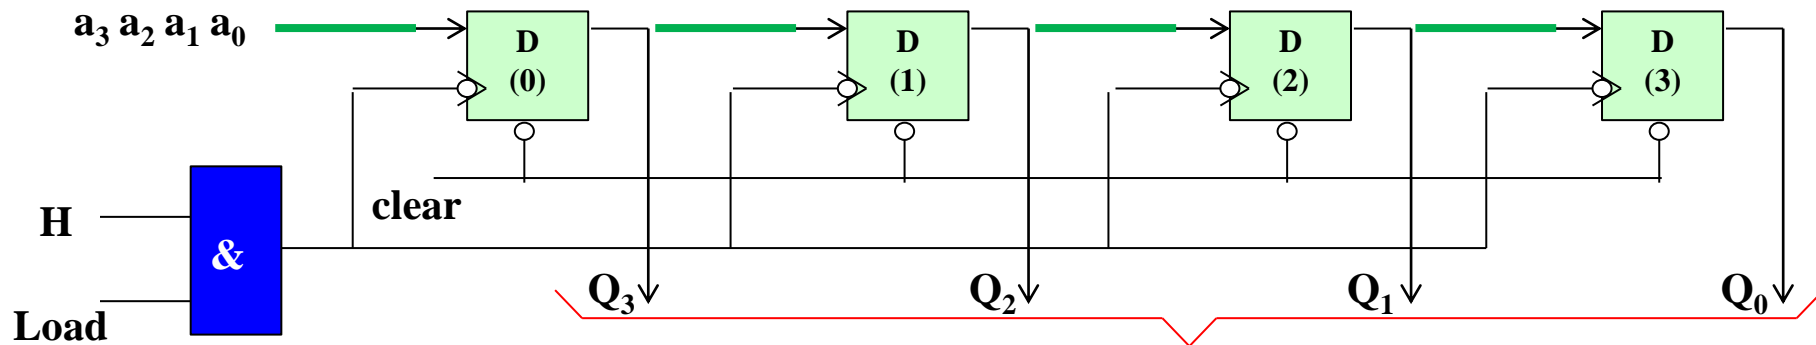 a₃ a₂ a₁ a₀
D
(0)
D
(1)
D
(2)
D
(3)
clear
H
&
Load
Q₃
Q₂
Q₁
Q₀